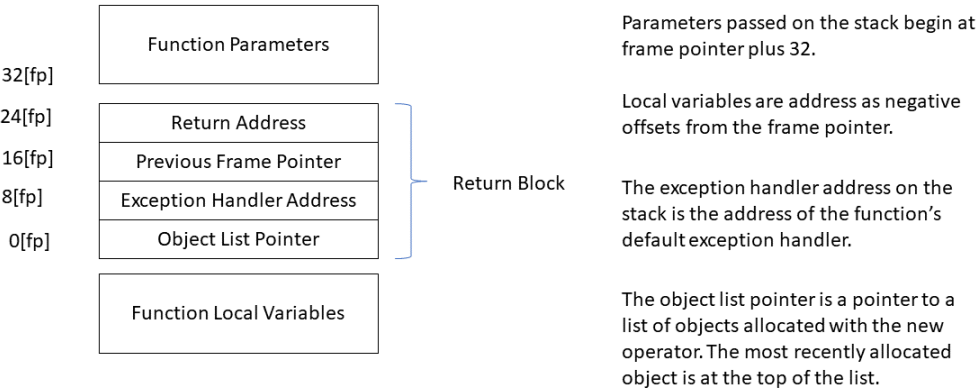 Function Parameters
32[fp]
24[fp]
Return Address
16[fp]
Previous Frame Pointer
8[fp]
Exception Handler Address
0[fp]
Object List Pointer
Return Block
Function Local Variables
Parameters passed on the stack begin at
frame pointer plus 32.
Local variables are address as negative
offsets from the frame pointer.
The exception handler address on the
stack is the address of the function’s
default exception handler.
The object list pointer is a pointer to a
list of objects allocated with the new
operator. The most recently allocated
object is at the top of the list.